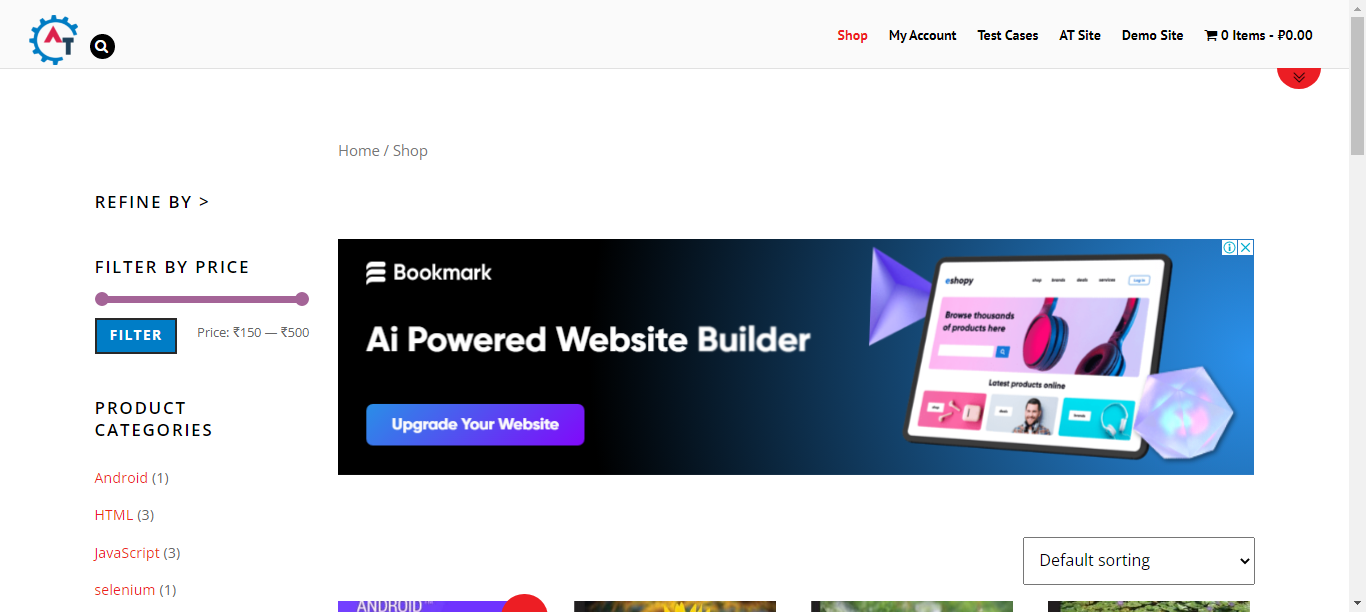 AT
Shop
My Account
Test Cases
AT Site
Demo Site
0 Items - ₽0.00
Home / Shop
REFINE BY >
FILTER BY PRICE
FILTER
Price: ₹150 — ₹500
PRODUCT
CATEGORIES
Android (1)
HTML (3)
JavaScript (3)
selenium (1)
Bookmark
Ai Powered Website Builder
Upgrade Your Website
eshopy
shop
brands
deals
services
Log in
Browse thousands
of products here
Latest products online
Default sorting
ANDROID™